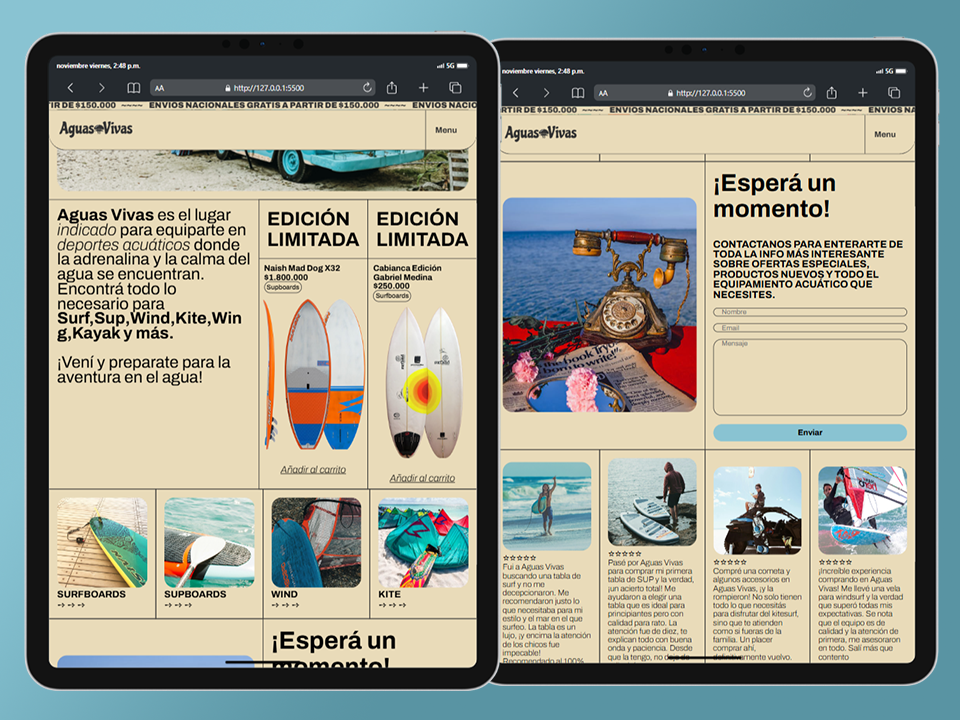 noviembre viernes, 2:48 p.m.
5G
AA
http://127.0.0.1:5500
TIR DE $150.000 ENVIOS NACIONALES GRATIS A PARTIR DE $150.000 ENVIOS NACIO
Aguas Vivas
Menu
Aguas Vivas es el lugar
indicado para equiparte en
deportes acuáticos donde
la adrenalina y la calma del
agua se encuentran.
Encontrá todo lo
necesario para
Surf,Sup,Wind,Kite,Win
g,Kayak y más.
¡Vení y preparate para la
aventura en el agua!
EDICIÓN
LIMITADA
Naish Mad Dog X32
$1.800.000
Supboards
Añadir al carrito
EDICIÓN
LIMITADA
Cabianca Edición
Gabriel Medina
$250.000
Surfboards
Añadir al carrito
SURFBOARDS
-> -> ->
SUPBOARDS
-> -> ->
WIND
-> -> ->
KITE
-> -> ->
¡Esperá un
momento!
noviembre viernes, 2:48 p.m.
5G
AA
http://127.0.0.1:5500
RTIR DE $150.000 ENVIOS NACIONALES GRATIS A PARTIR DE $150.000 ENVIOS NA
Aguas Vivas
Menu
¡Esperá un
momento!
CONTACTANOS PARA ENTERARTE DE
TODA LA INFO MÁS INTERESANTE
SOBRE OFERTAS ESPECIALES,
PRODUCTOS NUEVOS Y TODO EL
EQUIPAMIENTO ACUÁTICO QUE
NECESITES.
Nombre
Email
Mensaje
Enviar
☆☆☆☆☆
Fui a Aguas Vivas
buscando una tabla de
surf y no me
decepcionaron. Me
recomendaron justo lo
que necesitaba para mi
estilo y el mar en el que
surfeo. La tabla es un
lujo, ¡y encima la atención
de los chicos fue
impecable!
Recomendado al 100%
☆☆☆☆☆
Pasé por Aguas Vivas
para comprar mi primera
tabla de SUP y la verdad,
¡un acierto total! Me
ayudaron a elegir una
tabla que es ideal para
principiantes pero con
calidad para rato. La
atención fue de diez, te
explican todo con buena
onda y paciencia. Desde
que la tengo, no dejo de
☆☆☆☆☆
Compré una cometa y
algunos accesorios en
Aguas Vivas, ¡y la
rompieron! No solo tienen
todo lo que necesitás
para disfrutar del kitesurf,
sino que te atienden
como si fueras de la
familia. Un placer
comprar ahí,
definitivamente vuelvo.
☆☆☆☆☆
¡Increíble experiencia
comprando en Aguas
Vivas! Me llevé una vela
para windsurf y la verdad
que superó todas mis
expectativas. Se nota
que el equipo es de
calidad y la atención de
primera, me asesoraron
en todo. Salí más que
contento